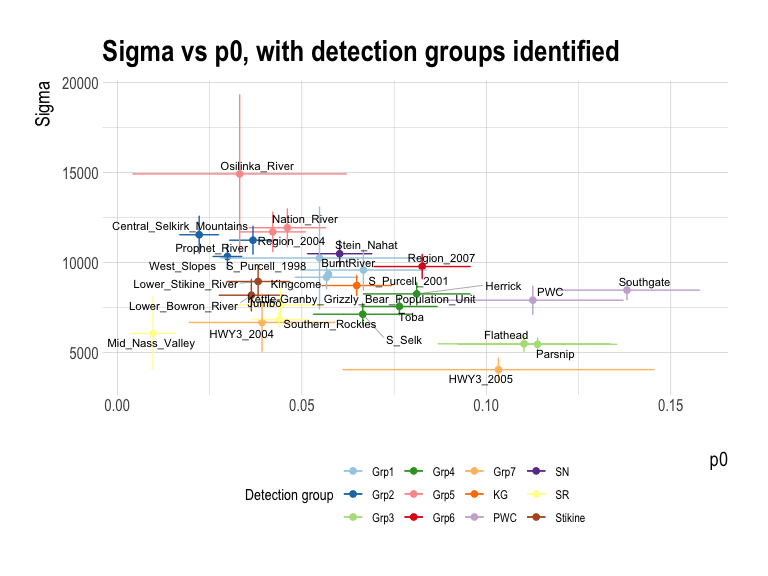 Sigma vs p0, with detection groups identified
Sigma
20000
15000
10000
5000
Osilinka_River
Central_Selkirk_Mountains
Nation_River
Region_2004
Stein_Nahat
Prophet_River
Region_2007
West_Slopes
S_Purcell_1998
BurntRiver
Lower_Stikine_River
Kingcome
S_Purcell_2001
Herrick
Southgate
PWC
Lower_Bowron_River
Jumbo
Kettle-Granby_Grizzly_Bear_Population_Unit
Southern_Rockies
Toba
HWY3_2004
S_Selk
Mid_Nass_Valley
Flathead
Parsnip
HWY3_2005
0.00
0.05
0.10
0.15
p0
Detection group
Grp1
Grp4
Grp7
SN
Grp2
Grp5
KG
SR
Grp3
Grp6
PWC
Stikine